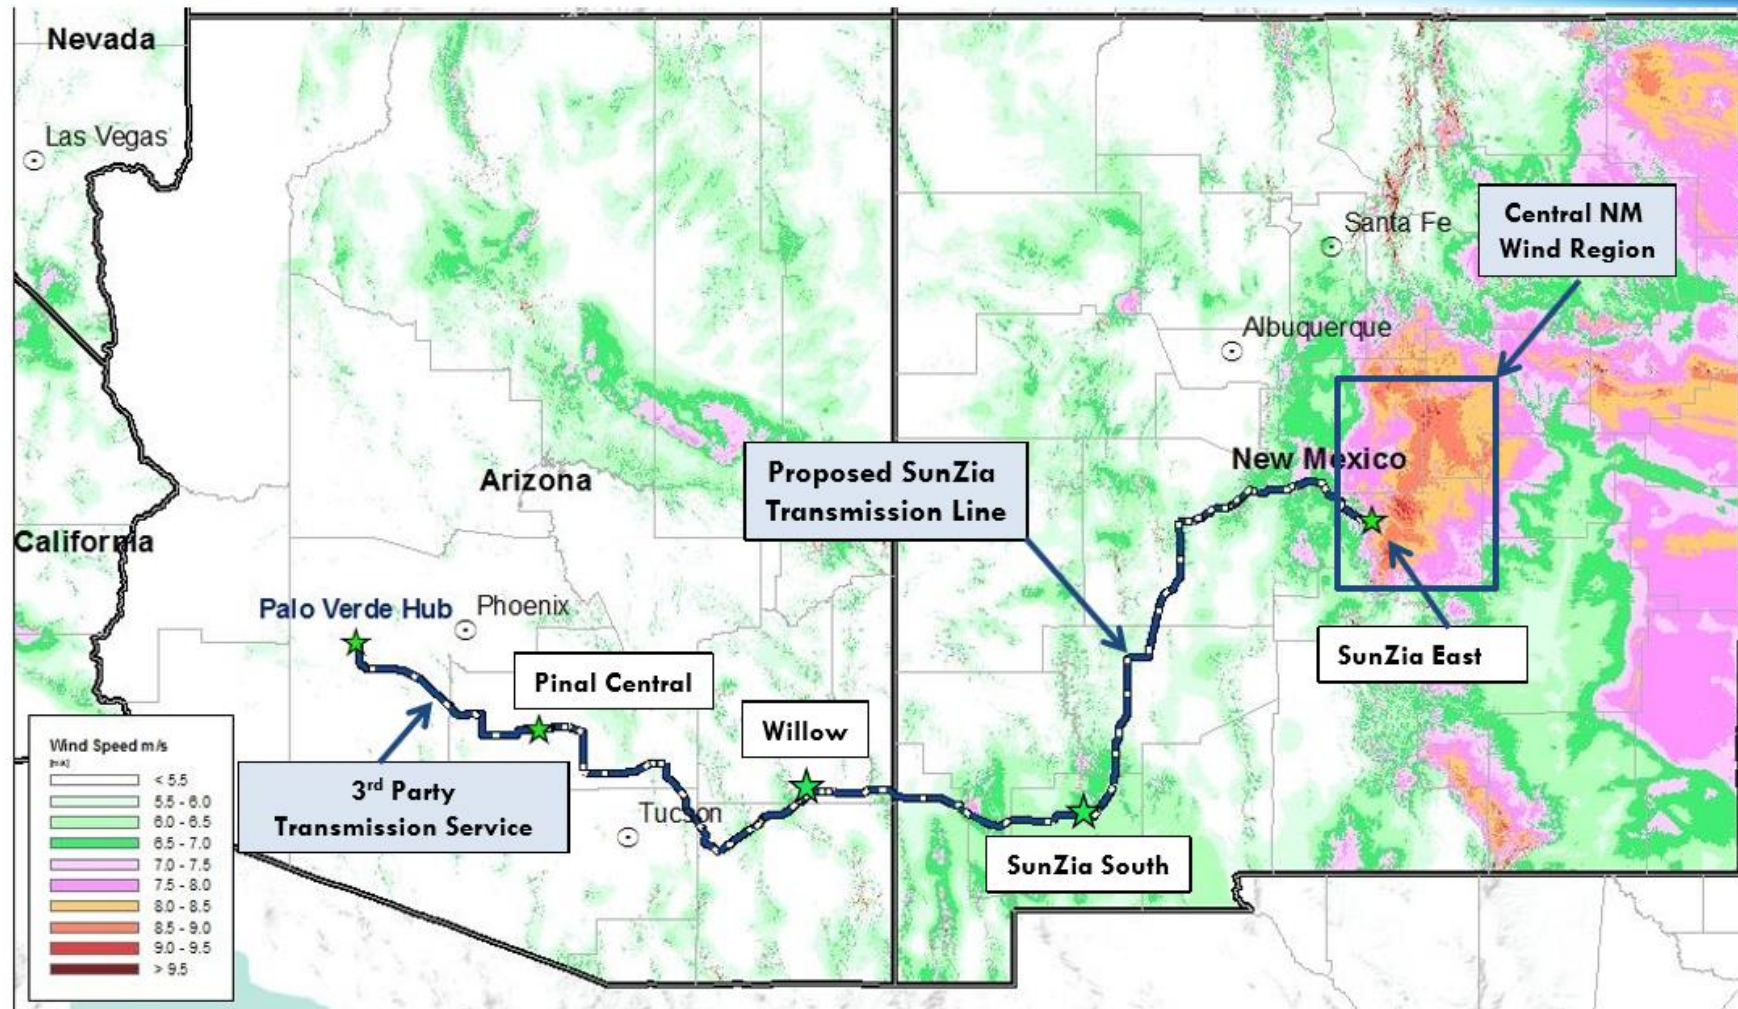 Nevada
Las Vegas
Santa Fe
Central NM
Wind Region
Albuquerque
Arizona
Proposed SunZia
Transmission Line
New Mexico
California
Palo Verde Hub
Phoenix
SunZia East
Pinal Central
Willow
3rd Party
Transmission Service
Tucson
SunZia South
Wind Speed m/s
< 5.5
5.5 - 6.0
6.0 - 6.5
6.5 - 7.0
7.0 - 7.5
7.5 - 8.0
8.0 - 8.5
8.5 - 9.0
9.0 - 9.5
> 9.5